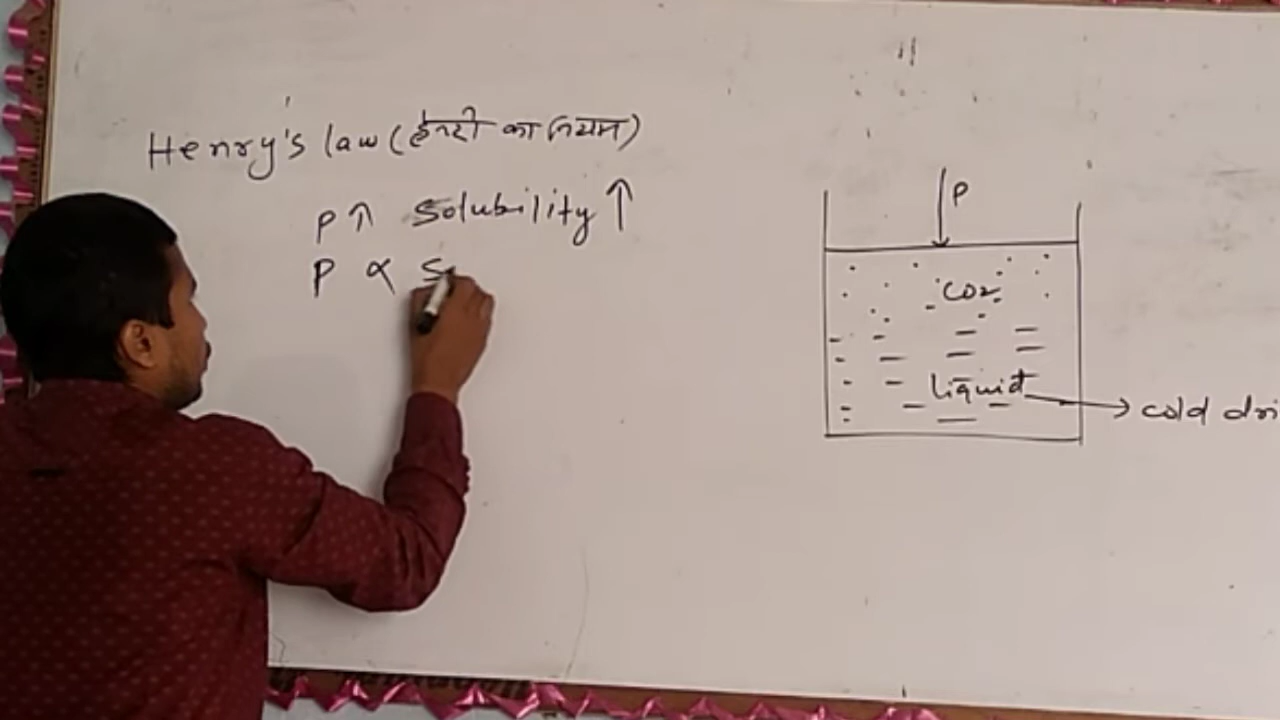 Henry's law (हेनरी का नियम)
P↑ Solubility ↑
P ∝ S
P
CO2
liquid
cold dri